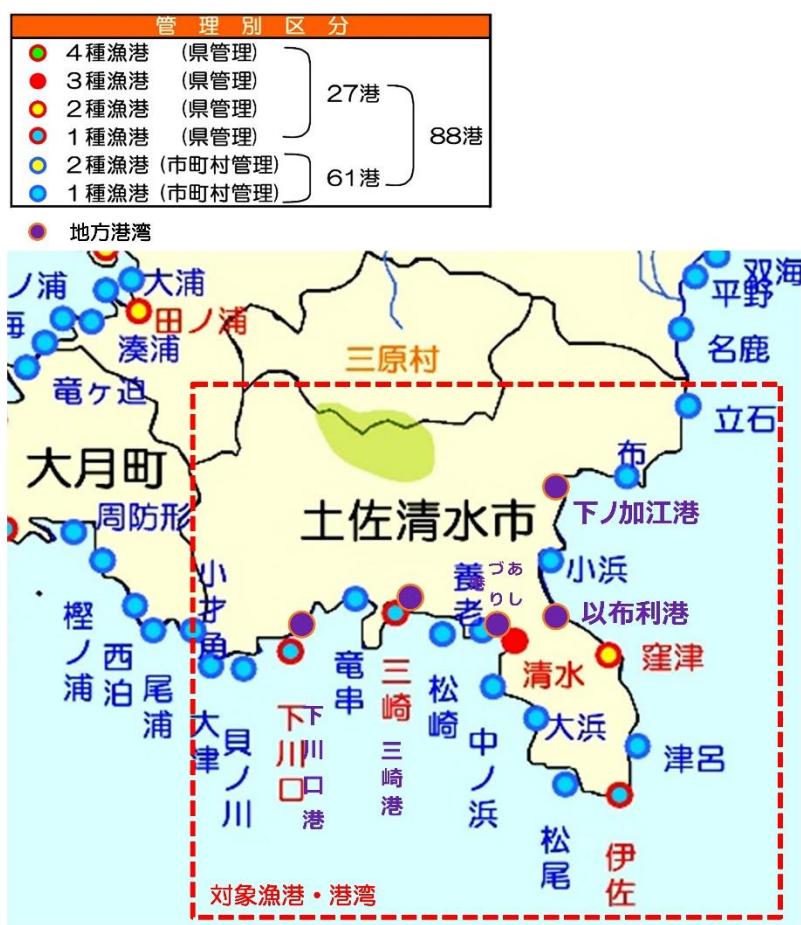 管理別区分
4種漁港 (県管理)
3種漁港 (県管理)
2種漁港 (県管理)
1種漁港 (県管理)
27港
2種漁港 (市町村管理)
1種漁港 (市町村管理)
61港
88港
地方港湾
ノ浦
大浦
双海
平野
海
田ノ浦
湊浦
名鹿
三原村
竜ヶ迫
立石
大月町
布
周防形
土佐清水市
下ノ加江港
小才角
養老
あしずり港
小浜
以布利港
樫ノ浦
西泊
尾浦
大津
貝ノ川
下川口
下川口港
竜串
三崎
三崎港
松崎
清水
窪津
中ノ浜
大浜
津呂
松尾
伊佐
対象漁港・港湾